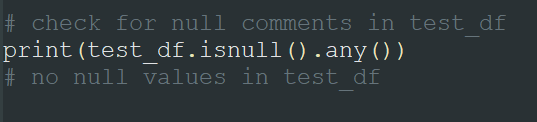 # check for null comments in test_df
print(test_df.isnull().any())
# no null values in test_df